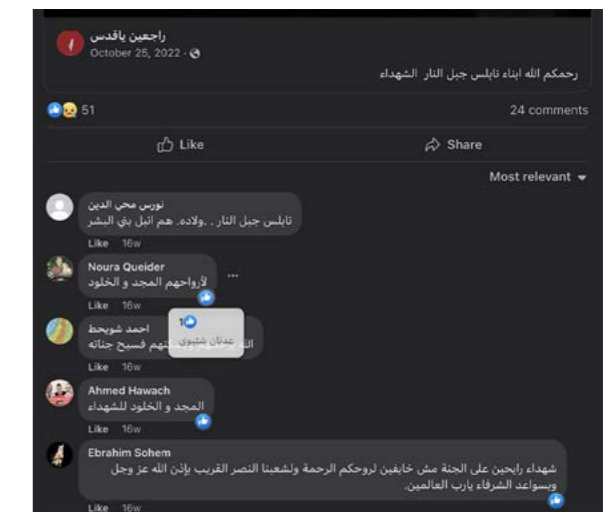 راجعين ياقدس
October 25, 2022 ·
رحمكم الله ابناء نابلس جبل النار الشهداء
51
24 comments
Like
Share
Most relevant
نورس محي الدين
نابلس جبل النار . .ولاده. هم انبل بني البشر
Like 16w
Noura Queider
لأرواحهم المجد و الخلود
...
Like 16w
1
عدنان شتيوي
احمد شويحط
الله
هم فسيح جناته
Like 16w
Ahmed Hawach
المجد و الخلود للشهداء
Like 16w
Ebrahim Sohem
شهداء رايحين على الجنة مش خايفين لروحكم الرحمة ولشعبنا النصر القريب بإذن الله عز وجل
وبسواعد الشرفاء يارب العالمين.
Like 16w